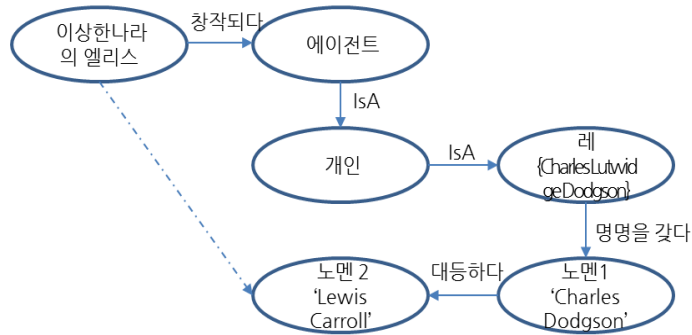 이상한나라
의 엘리스
창작되다
에이전트
IsA
개인
IsA
레
{CharlesLutwid
geDodgson}
명명을 갖다
노멘1
‘Charles
Dodgson’
대등하다
노멘 2
‘Lewis
Carroll’